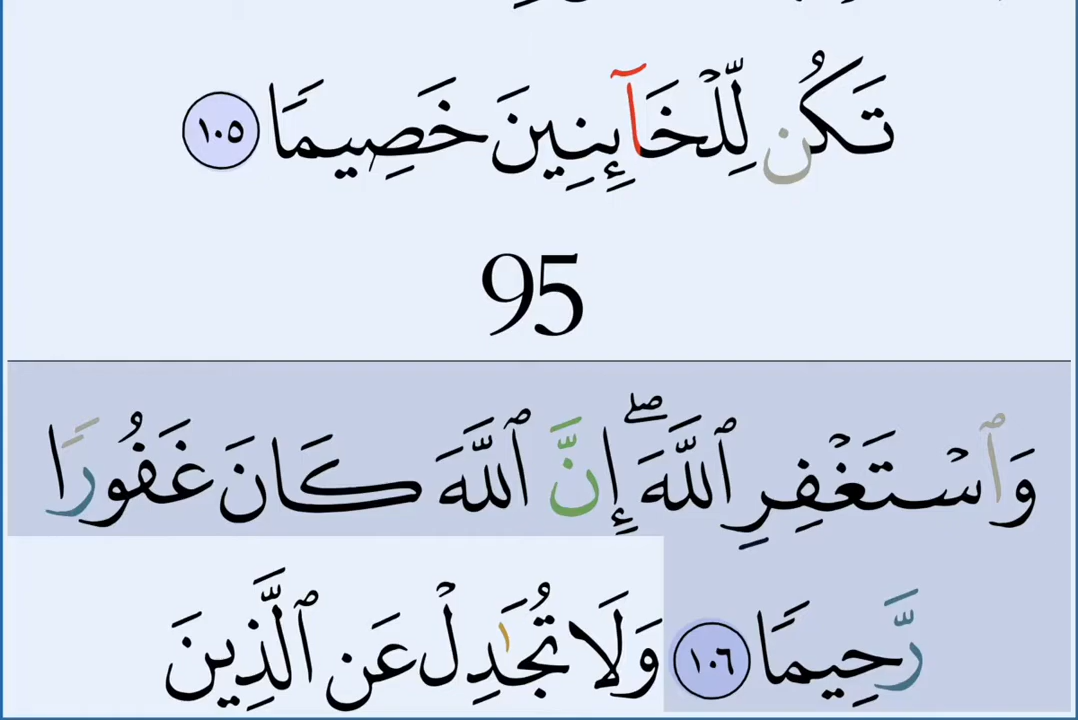 تَكُن لِّلْخَآئِنِينَ خَصِيمًا ١٠٥
95
وَٱسْتَغْفِرِ ٱللَّهَ ۖ إِنَّ ٱللَّهَ كَانَ غَفُورًا
رَّحِيمًا ١٠٦ وَلَا تُجَٰدِلْ عَنِ ٱلَّذِينَ